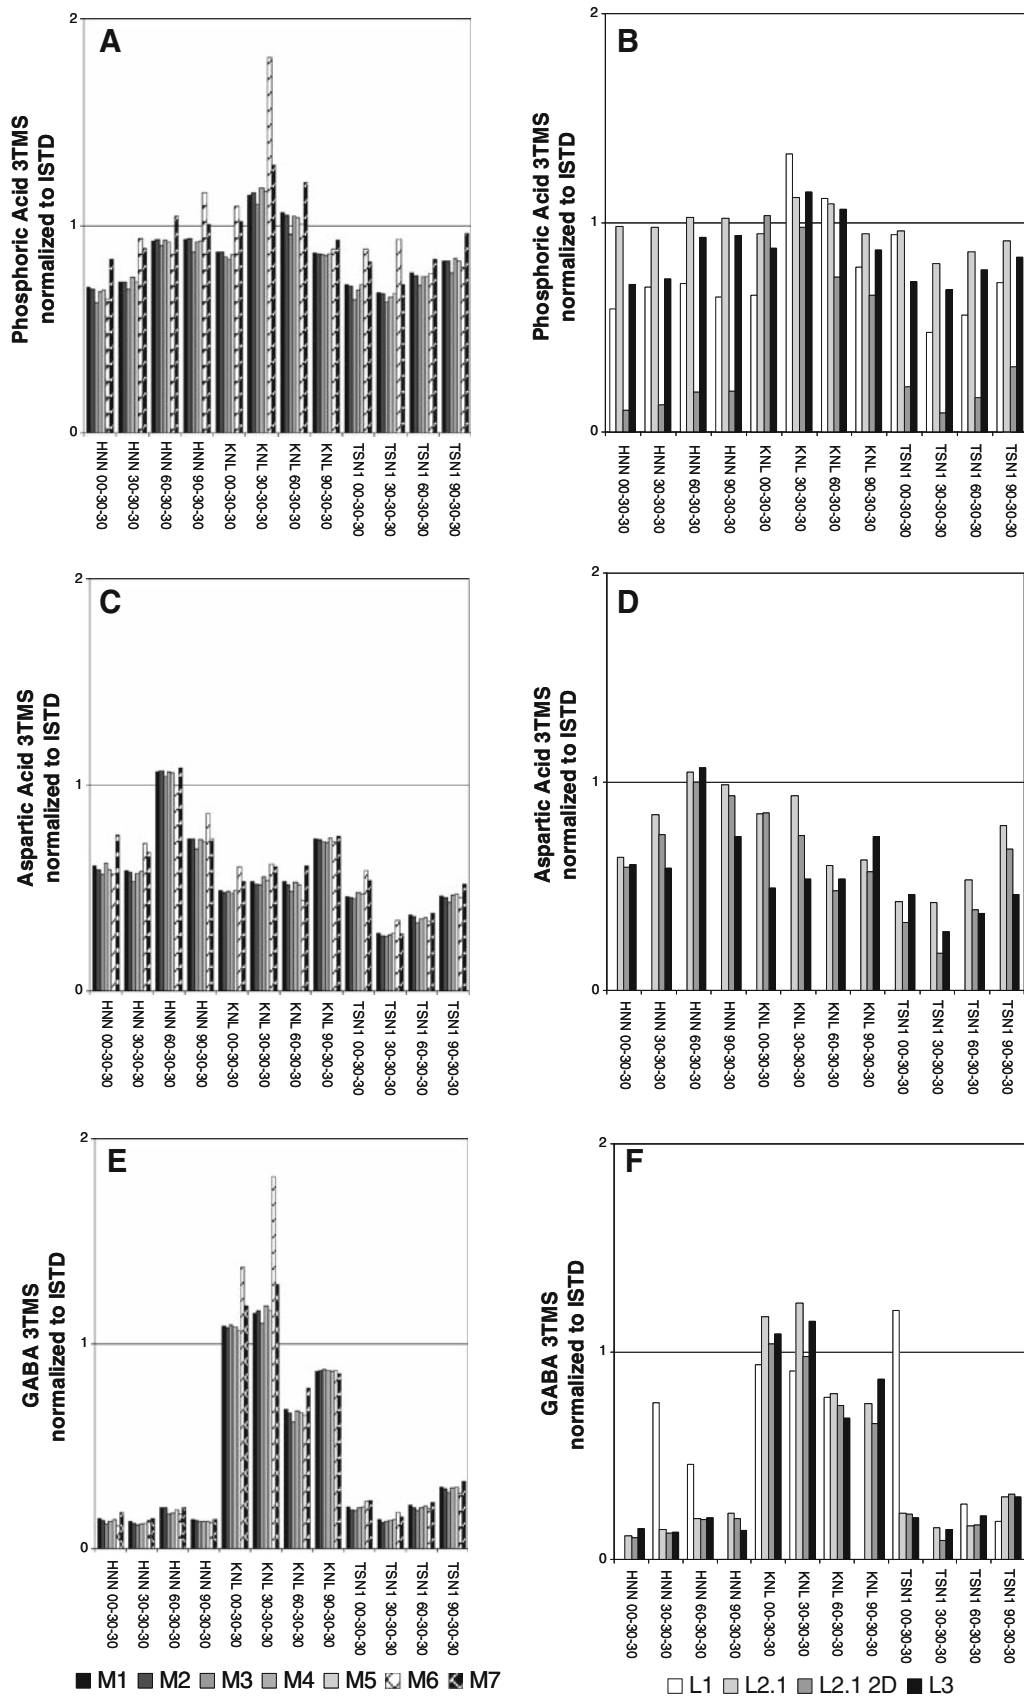 A
Phosphoric Acid 3TMS
normalized to ISTD
2
1
0
HNN 00-30-30
HNN 30-30-30
HNN 60-30-30
HNN 90-30-30
KNL 00-30-30
KNL 30-30-30
KNL 60-30-30
KNL 90-30-30
TSN1 00-30-30
TSN1 30-30-30
TSN1 60-30-30
TSN1 90-30-30
B
Phosphoric Acid 3TMS
normalized to ISTD
2
1
0
HNN 00-30-30
HNN 30-30-30
HNN 60-30-30
HNN 90-30-30
KNL 00-30-30
KNL 30-30-30
KNL 60-30-30
KNL 90-30-30
TSN1 00-30-30
TSN1 30-30-30
TSN1 60-30-30
TSN1 90-30-30
C
Aspartic Acid 3TMS
normalized to ISTD
2
1
0
HNN 00-30-30
HNN 30-30-30
HNN 60-30-30
HNN 90-30-30
KNL 00-30-30
KNL 30-30-30
KNL 60-30-30
KNL 90-30-30
TSN1 00-30-30
TSN1 30-30-30
TSN1 60-30-30
TSN1 90-30-30
D
Aspartic Acid 3TMS
normalized to ISTD
2
1
0
HNN 00-30-30
HNN 30-30-30
HNN 60-30-30
HNN 90-30-30
KNL 00-30-30
KNL 30-30-30
KNL 60-30-30
KNL 90-30-30
TSN1 00-30-30
TSN1 30-30-30
TSN1 60-30-30
TSN1 90-30-30
E
GABA 3TMS
normalized to ISTD
2
1
0
HNN 00-30-30
HNN 30-30-30
HNN 60-30-30
HNN 90-30-30
KNL 00-30-30
KNL 30-30-30
KNL 60-30-30
KNL 90-30-30
TSN1 00-30-30
TSN1 30-30-30
TSN1 60-30-30
TSN1 90-30-30
F
GABA 3TMS
normalized to ISTD
2
1
0
HNN 00-30-30
HNN 30-30-30
HNN 60-30-30
HNN 90-30-30
KNL 00-30-30
KNL 30-30-30
KNL 60-30-30
KNL 90-30-30
TSN1 00-30-30
TSN1 30-30-30
TSN1 60-30-30
TSN1 90-30-30
M1 M2 M3 M4 M5 M6 M7
L1 L2.1 L2.1 2D L3